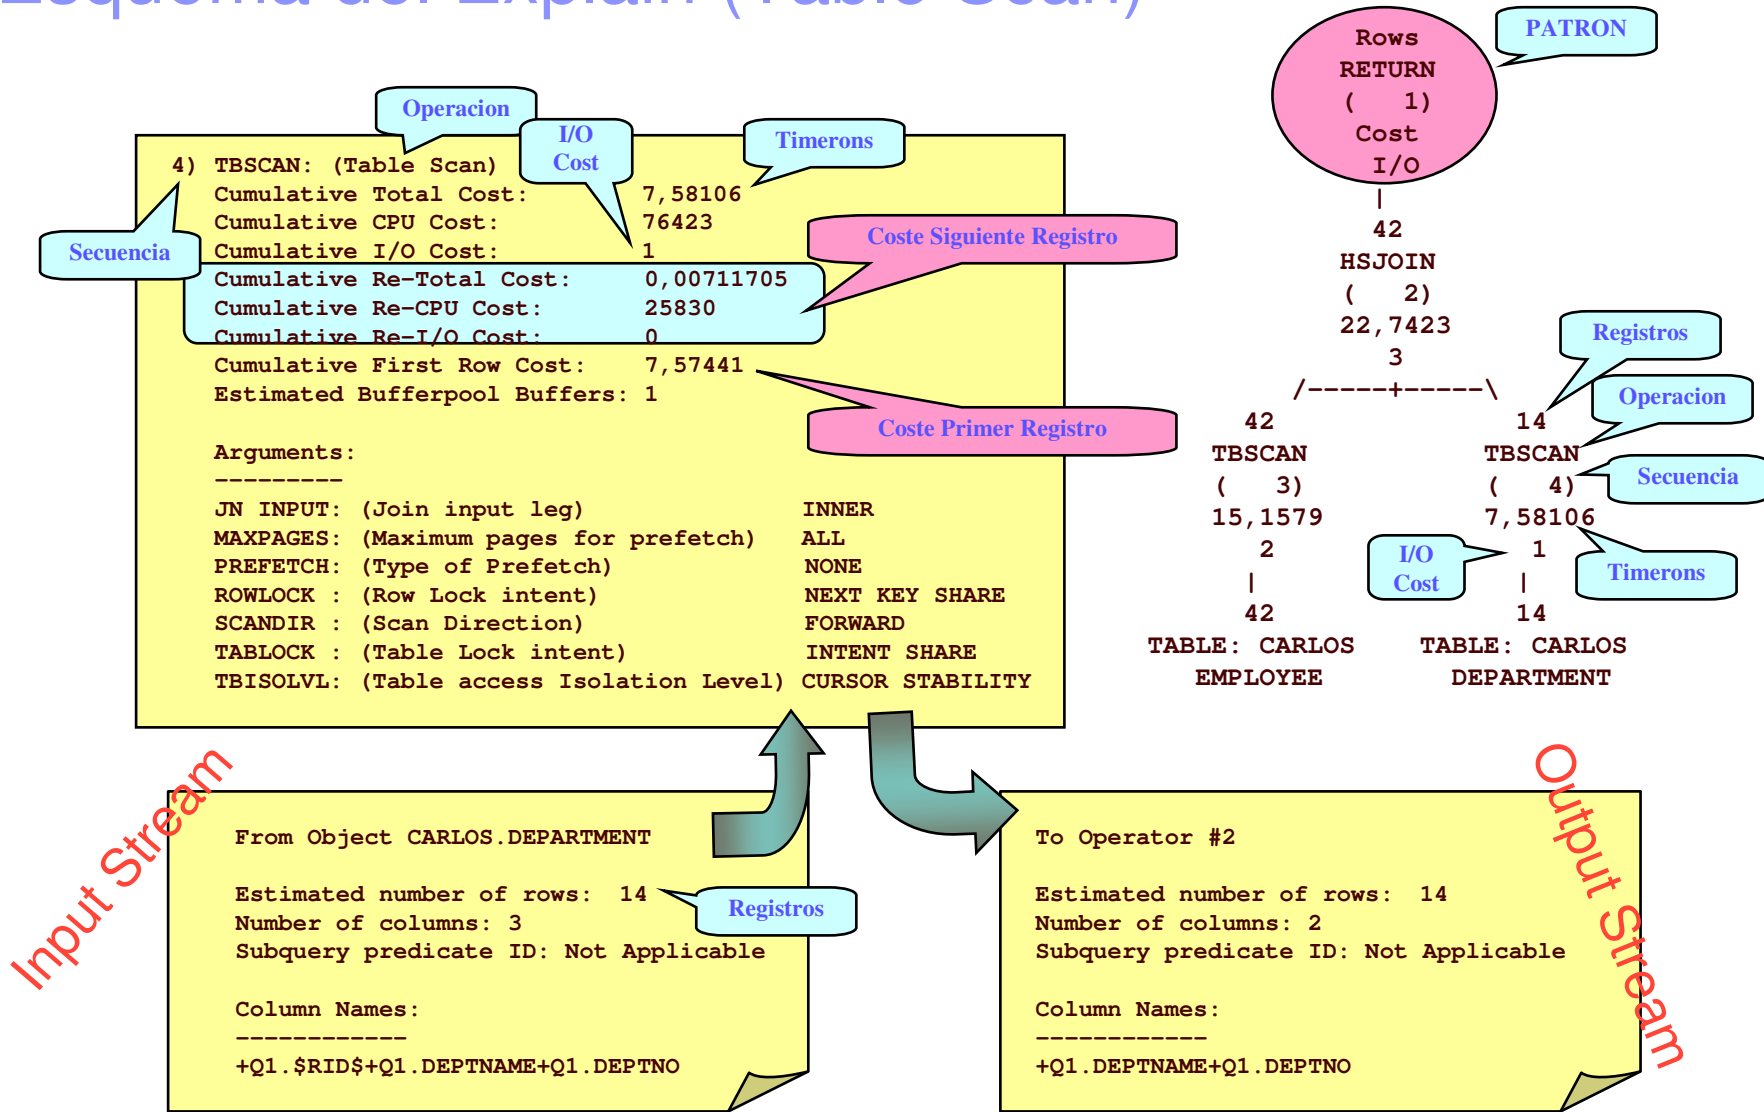 Esquema del Explain (Table Scan)
Operacion
I/O
Cost
Timerons
Secuencia
4) TBSCAN: (Table Scan)
Cumulative Total Cost: 7,58106
Cumulative CPU Cost: 76423
Cumulative I/O Cost: 1
Cumulative Re-Total Cost: 0,00711705
Cumulative Re-CPU Cost: 25830
Cumulative Re-I/O Cost: 0
Cumulative First Row Cost: 7,57441
Estimated Bufferpool Buffers: 1
Coste Siguiente Registro
Coste Primer Registro
Arguments:
---------
JN INPUT: (Join input leg) INNER
MAXPAGES: (Maximum pages for prefetch) ALL
PREFETCH: (Type of Prefetch) NONE
ROWLOCK : (Row Lock intent) NEXT KEY SHARE
SCANDIR : (Scan Direction) FORWARD
TABLOCK : (Table Lock intent) INTENT SHARE
TBISOLVL: (Table access Isolation Level) CURSOR STABILITY
PATRON
Rows
RETURN
( 1)
Cost
I/O
|
42
HSJOIN
( 2)
22,7423
3
/-----+-----\
42 14
TBSCAN TBSCAN
( 3) ( 4)
15,1579 7,58106
2 1
| |
42 14
TABLE: CARLOS TABLE: CARLOS
EMPLOYEE DEPARTMENT
Registros
Operacion
Secuencia
I/O
Cost
Timerons
Input Stream
From Object CARLOS.DEPARTMENT
Estimated number of rows: 14
Number of columns: 3
Subquery predicate ID: Not Applicable
Column Names:
------------
+Q1.$RID$+Q1.DEPTNAME+Q1.DEPTNO
Registros
Output Stream
To Operator #2
Estimated number of rows: 14
Number of columns: 2
Subquery predicate ID: Not Applicable
Column Names:
------------
+Q1.DEPTNAME+Q1.DEPTNO